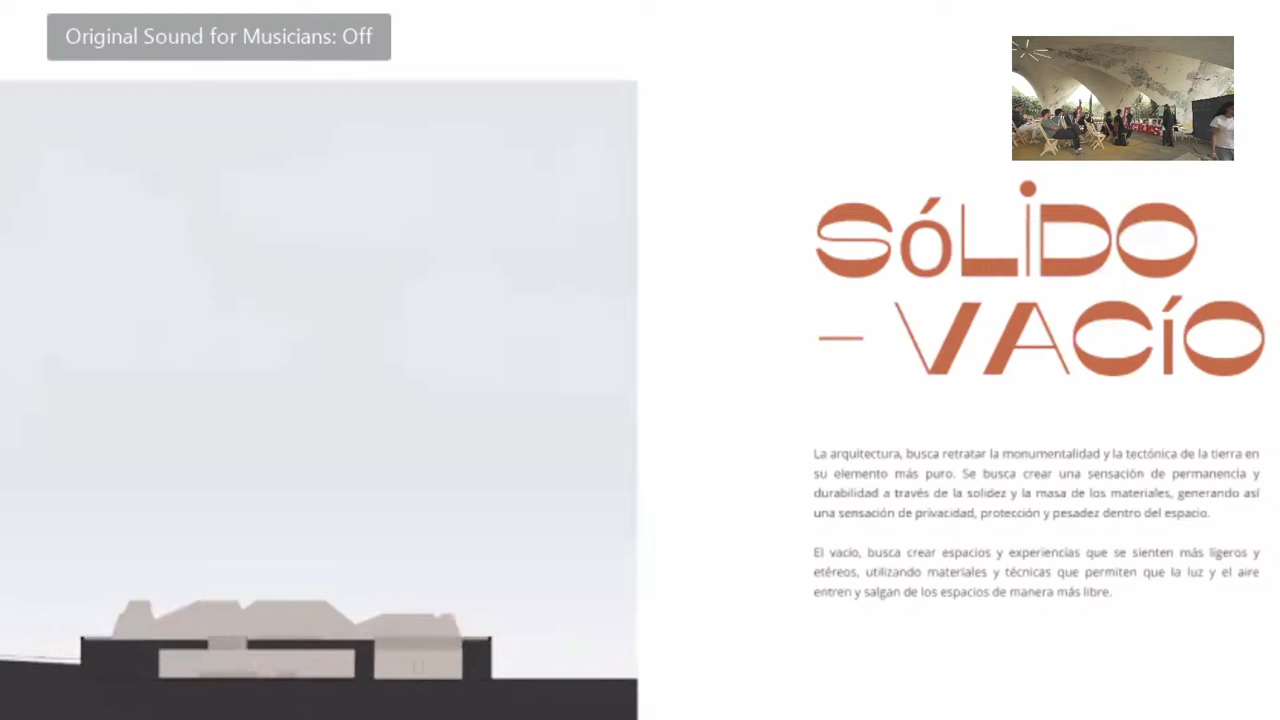 Original Sound for Musicians: Off
SóLiDO
– VACíO
La arquitectura, busca retratar la monumentalidad y la tectónica de la tierra en
su elemento más puro. Se busca crear una sensación de permanencia y
durabilidad a través de la solidez y la masa de los materiales, generando así
una sensación de privacidad, protección y pesadez dentro del espacio.
El vacío, busca crear espacios y experiencias que se sienten más ligeros y
etéreos, utilizando materiales y técnicas que permiten que la luz y el aire
entren y salgan de los espacios de manera más libre.